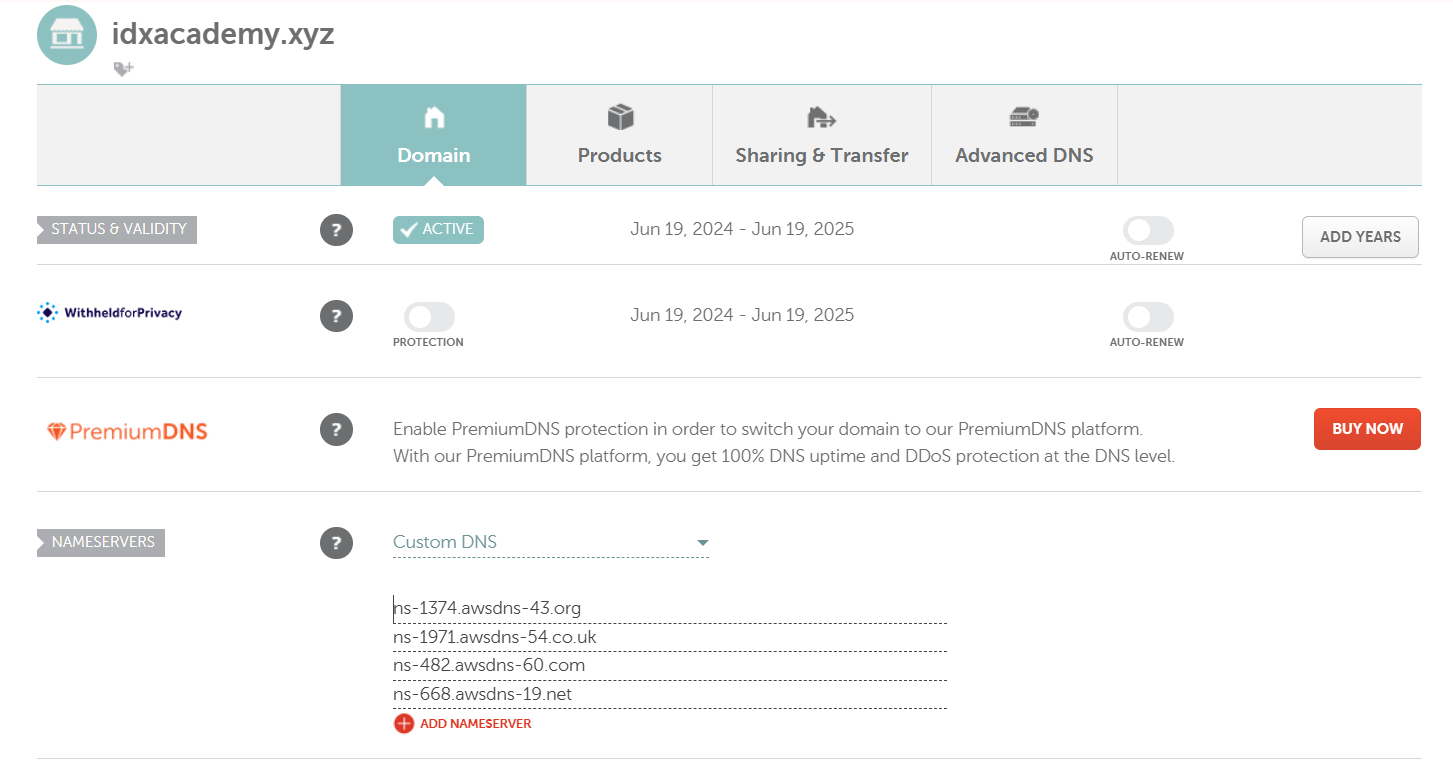 idxacademy.xyz
Domain
Products
Sharing & Transfer
Advanced DNS
STATUS & VALIDITY
?
ACTIVE
Jun 19, 2024 - Jun 19, 2025
AUTO-RENEW
ADD YEARS
WithheldforPrivacy
?
PROTECTION
Jun 19, 2024 - Jun 19, 2025
AUTO-RENEW
PremiumDNS
?
Enable PremiumDNS protection in order to switch your domain to our PremiumDNS platform.
With our PremiumDNS platform, you get 100% DNS uptime and DDoS protection at the DNS level.
BUY NOW
NAMESERVERS
?
Custom DNS
ns-1374.awsdns-43.org
ns-1971.awsdns-54.co.uk
ns-482.awsdns-60.com
ns-668.awsdns-19.net
ADD NAMESERVER